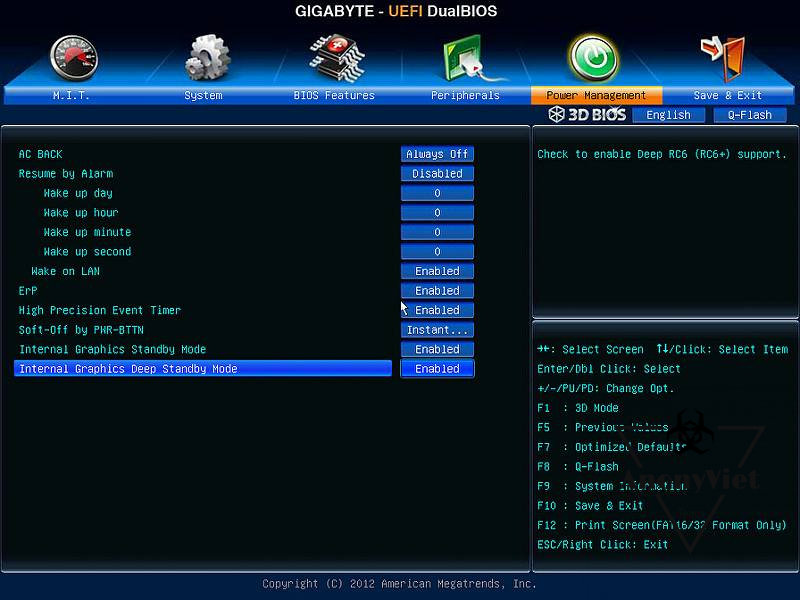 GIGABYTE - UEFI DualBIOS
M.I.T. System BIOS Features Peripherals Power Management Save & Exit
3D BIOS English Q-Flash
AC BACK Always Off
Resume by Alarm Disabled
Wake up day 0
Wake up hour 0
Wake up minute 0
Wake up second 0
Wake on LAN Enabled
ErP Enabled
High Precision Event Timer Enabled
Soft-Off by PWR-BTTN Instant...
Internal Graphics Standby Mode Enabled
Internal Graphics Deep Standby Mode Enabled
Check to enable Deep RC6 (RC6+) support.
→←: Select Screen ↑↓/Click: Select Item
Enter/Dbl Click: Select
+/-/PU/PD: Change Opt.
F1 : 3D Mode
F5 : Previous Values
F7 : Optimized Defaults
F8 : Q-Flash
F9 : System Information
F10 : Save & Exit
F12 : Print Screen(FAT16/32 Format Only)
ESC/Right Click: Exit
AnonyViet
Copyright (C) 2012 American Megatrends, Inc.